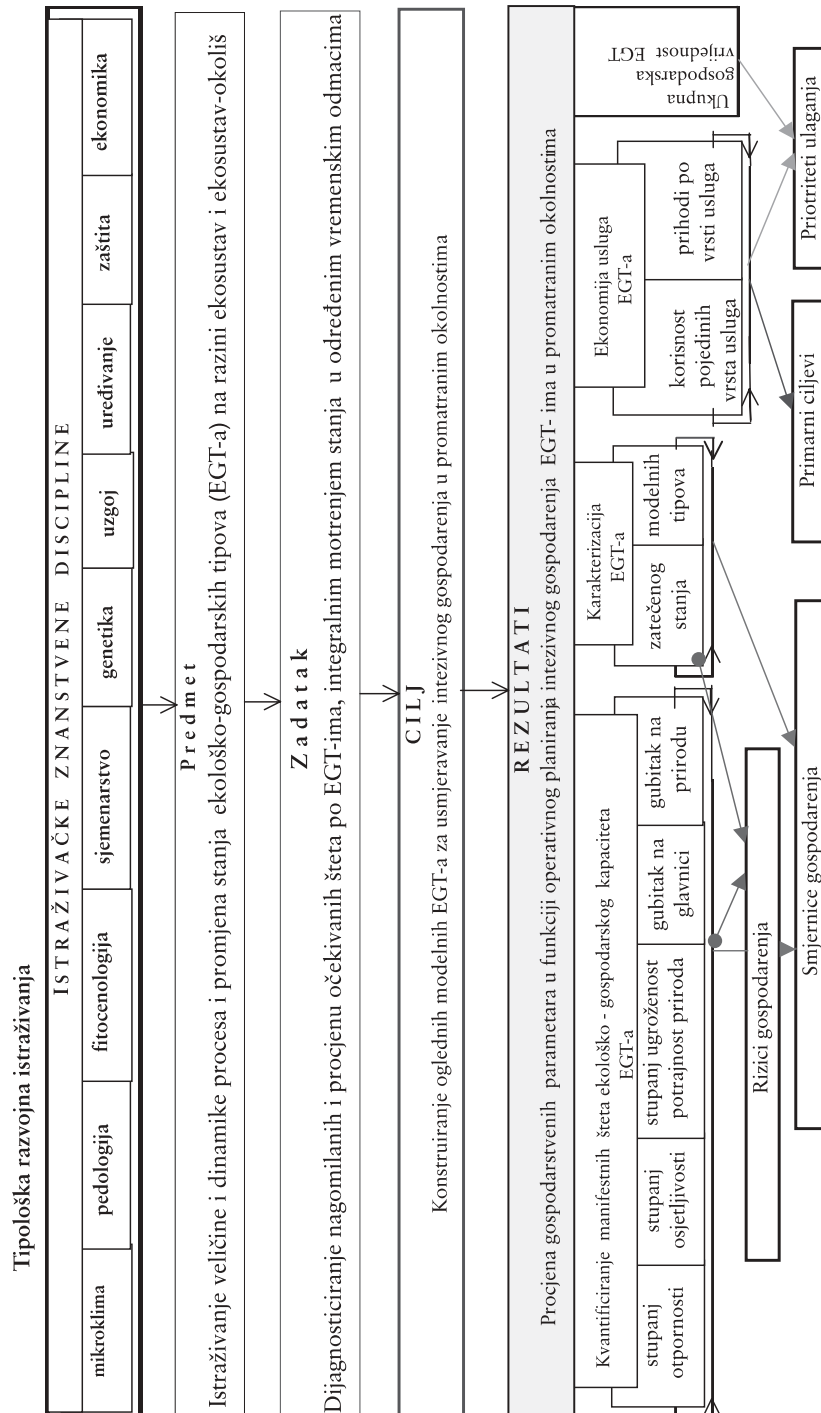 Tipološka razvojna istraživanja
ISTRAŽIVAČKE ZNANSTVENE DISCIPLINE
mikroklima
pedologija
fitocenologija
sjemenarstvo
genetika
uzgoj
uređivanje
zaštita
ekonomika
Predmet
Istraživanje veličine i dinamike procesa i promjena stanja ekološko-gospodarskih tipova (EGT-a) na razini ekosustav i ekosustav-okoliš
Zadatak
Dijagnosticiranje nagomilanih i procjenu očekivanih šteta po EGT-ima, integralnim motrenjem stanja u određenim vremenskim odmacima
CILJ
Konstruiranje oglednih modelnih EGT-a za usmjeravanje intezivnog gospodarenja u promatranim okolnostima
REZULTATI
Procjena gospodarstvenih parametara u funkciji operativnog planiranja intezivnog gospodarenja EGT- ima u promatranim okolnostima
Kvantificiranje manifestnih šteta ekološko - gospodarskog kapaciteta
EGT-a
stupanj
otpornosti
stupanj
osjetljivosti
stupanj ugroženost
potrajnost priroda
gubitak na
glavnici
gubitak na
prirodu
Karakterizacija
EGT-a
zatečenog
stanja
modelnih
tipova
Ekonomija usluga
EGT-a
korisnost
pojedinih
vrsta usluga
prihodi po
vrsti usluga
Ukupna
gospodarska
vrijednost EGT
Rizici gospodarenja
Smjernice gospodarenja
Primarni ciljevi
Priotriteti ulaganja